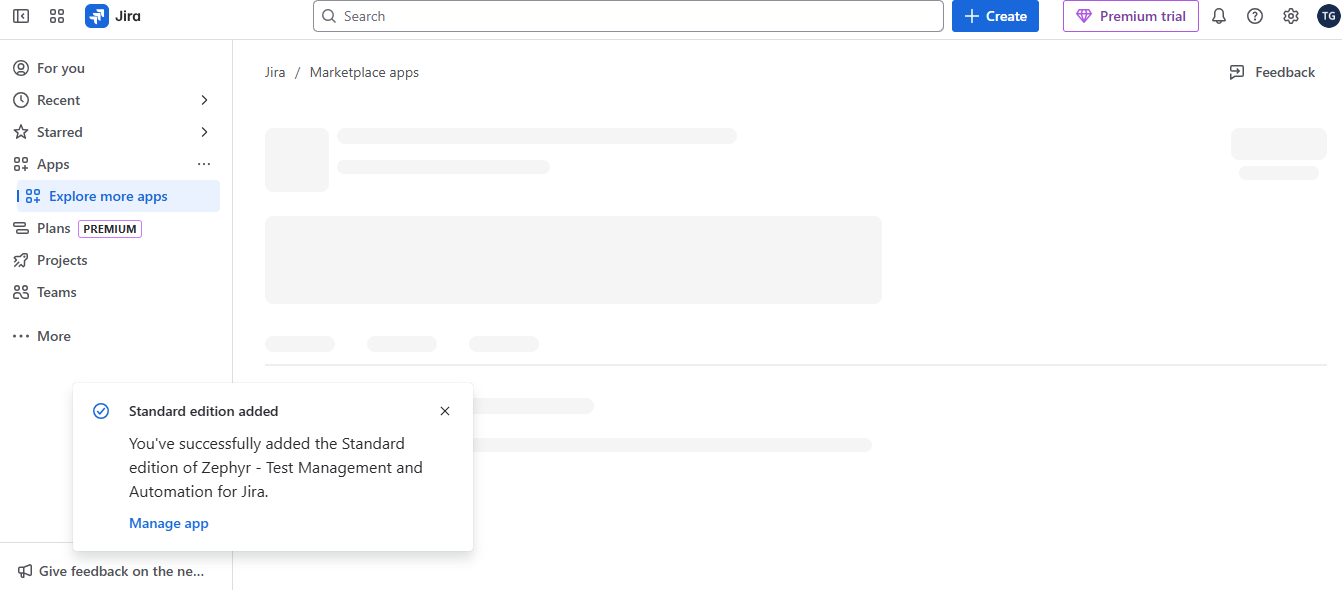 Jira
Search
Create
Premium trial
TG
For you
Recent
Starred
Apps
Explore more apps
Plans PREMIUM
Projects
Teams
More
Jira / Marketplace apps
Feedback
Standard edition added
You've successfully added the Standard
edition of Zephyr - Test Management and
Automation for Jira.
Manage app
Give feedback on the ne...